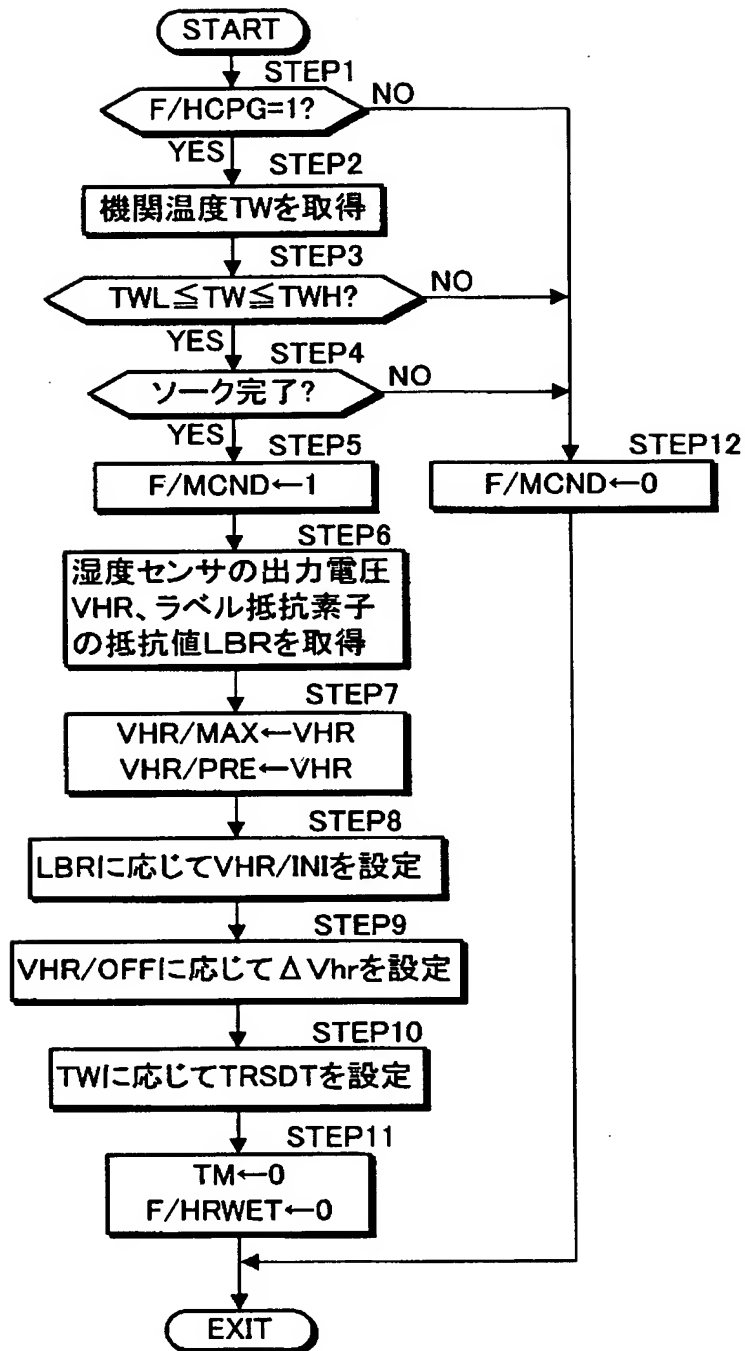 START
STEP1
F/HCPG=1?
NO
YES
STEP2
機関温度TWを取得
STEP3
TWL≦TW≦TWH?
NO
YES
STEP4
ソーク完了?
NO
YES
STEP5
F/MCND←1
STEP12
F/MCND←0
STEP6
湿度センサの出力電圧
VHR、ラベル抵抗素子
の抵抗値LBRを取得
STEP7
VHR/MAX←VHR
VHR/PRE←VHR
STEP8
LBRに応じてVHR/INIを設定
STEP9
VHR/OFFに応じてΔVhrを設定
STEP10
TWに応じてTRSDTを設定
STEP11
TM←0
F/HRWET←0
EXIT